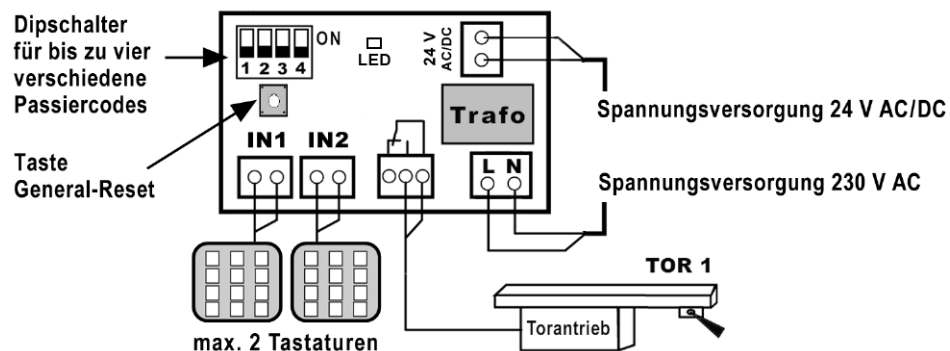 Dipschalter
für bis zu vier
verschiedene
Passiercodes
ON
1 2 3 4
LED
24 V
AC/DC
Trafo
Spannungsversorgung 24 V AC/DC
Taste
General-Reset
IN1
IN2
L N
Spannungsversorgung 230 V AC
TOR 1
Torantrieb
max. 2 Tastaturen